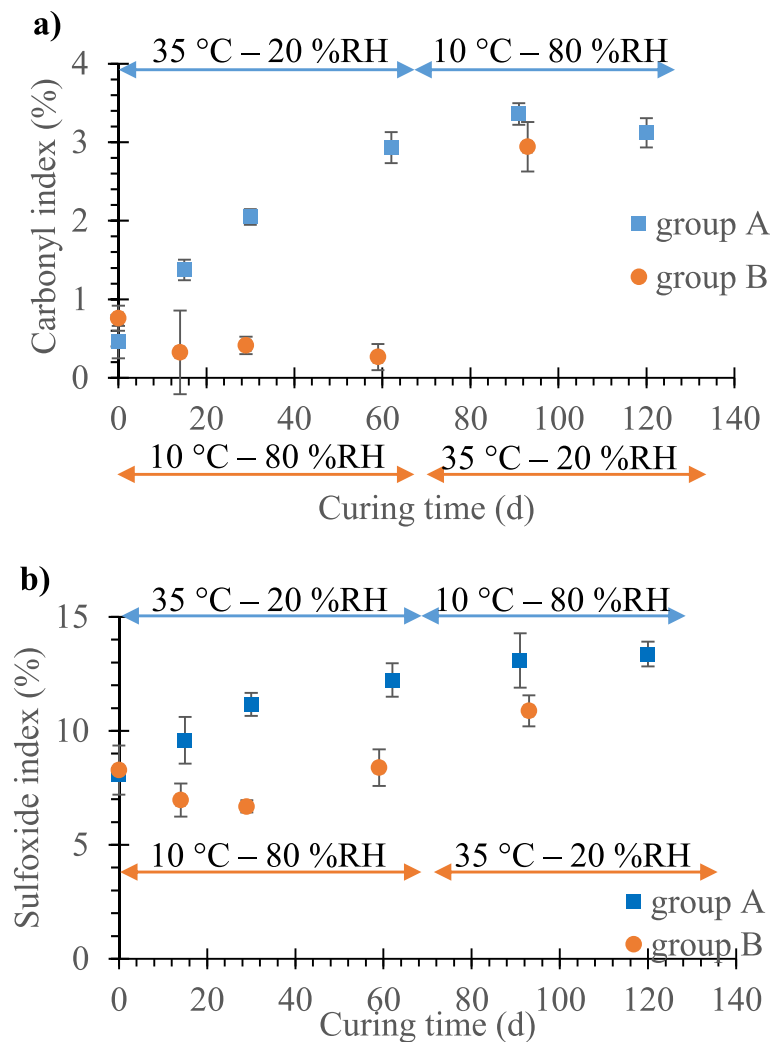 a)
35 °C – 20 %RH 10 °C – 80 %RH
4
3
2
1
0
Carbonyl index (%)
group A
group B
0 20 40 60 80 100 120 140
10 °C – 80 %RH 35 °C – 20 %RH
Curing time (d)
b)
35 °C – 20 %RH 10 °C – 80 %RH
15
10
5
0
Sulfoxide index (%)
10 °C – 80 %RH 35 °C – 20 %RH
group A
group B
0 20 40 60 80 100 120 140
Curing time (d)